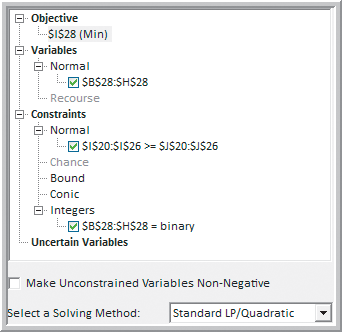 Objective
$I$28 (Min)
Variables
Normal
$B$28:$H$28
Recourse
Constraints
Normal
$I$20:$I$26 >= $J$20:$J$26
Chance
Bound
Conic
Integers
$B$28:$H$28 = binary
Uncertain Variables
Make Unconstrained Variables Non-Negative
Select a Solving Method: Standard LP/Quadratic